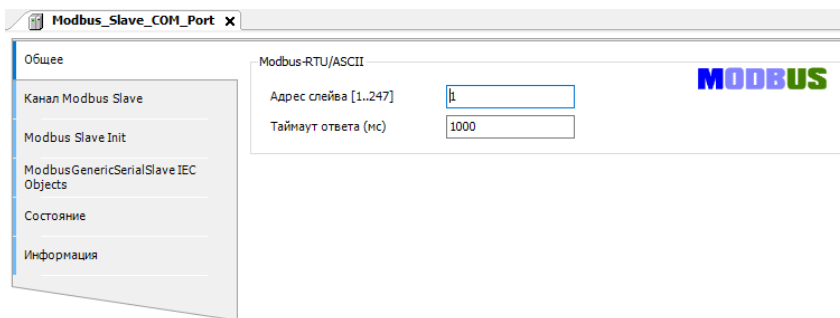 Modbus_Slave_COM_Port x
Общее
Канал Modbus Slave
Modbus Slave Init
ModbusGenericSerialSlave IEC
Objects
Состояние
Информация
Modbus-RTU/ASCII
MODBUS
Адрес слейва [1..247] 1
Таймаут ответа (мс) 1000